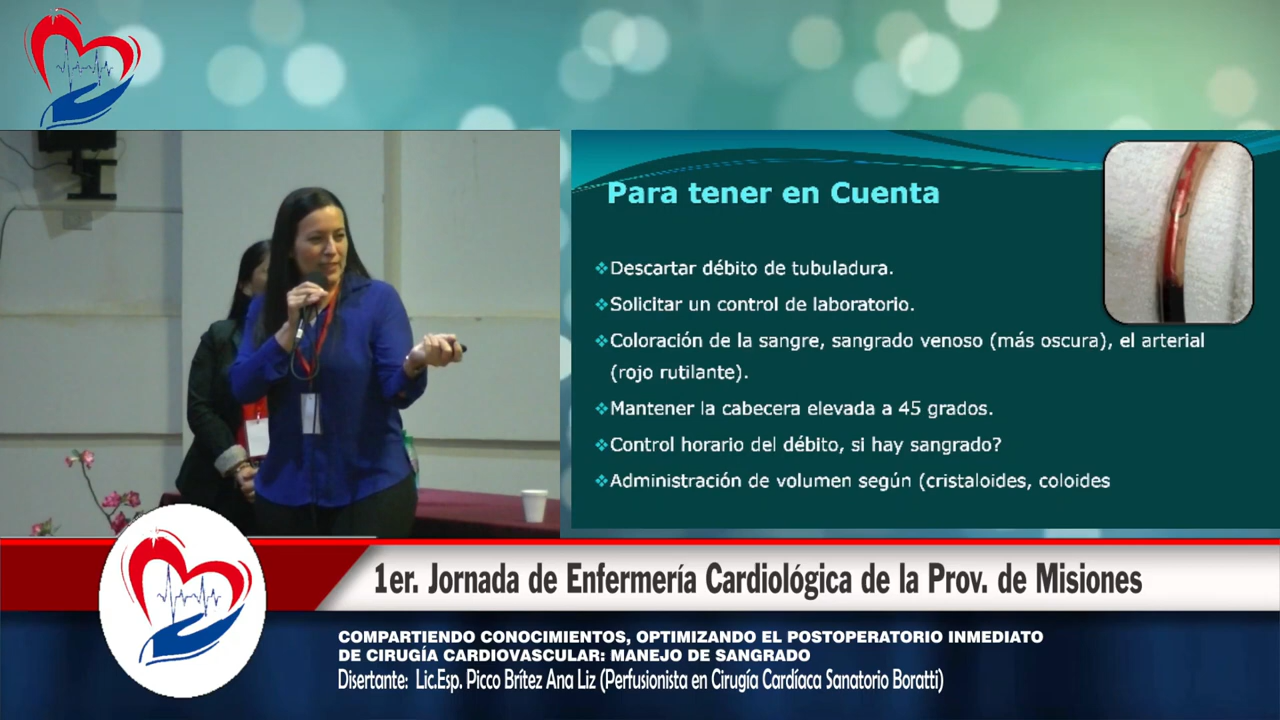 Para tener en Cuenta
❖Descartar débito de tubuladura.
❖Solicitar un control de laboratorio.
❖Coloración de la sangre, sangrado venoso (más oscura), el arterial
(rojo rutilante).
❖Mantener la cabecera elevada a 45 grados.
❖Control horario del débito, si hay sangrado?
❖Administración de volumen según (cristaloides, coloides
1er. Jornada de Enfermería Cardiológica de la Prov. de Misiones
COMPARTIENDO CONOCIMIENTOS, OPTIMIZANDO EL POSTOPERATORIO INMEDIATO
DE CIRUGÍA CARDIOVASCULAR: MANEJO DE SANGRADO
Disertante: Lic.Esp. Picco Brítez Ana Liz (Perfusionista en Cirugía Cardíaca Sanatorio Boratti)